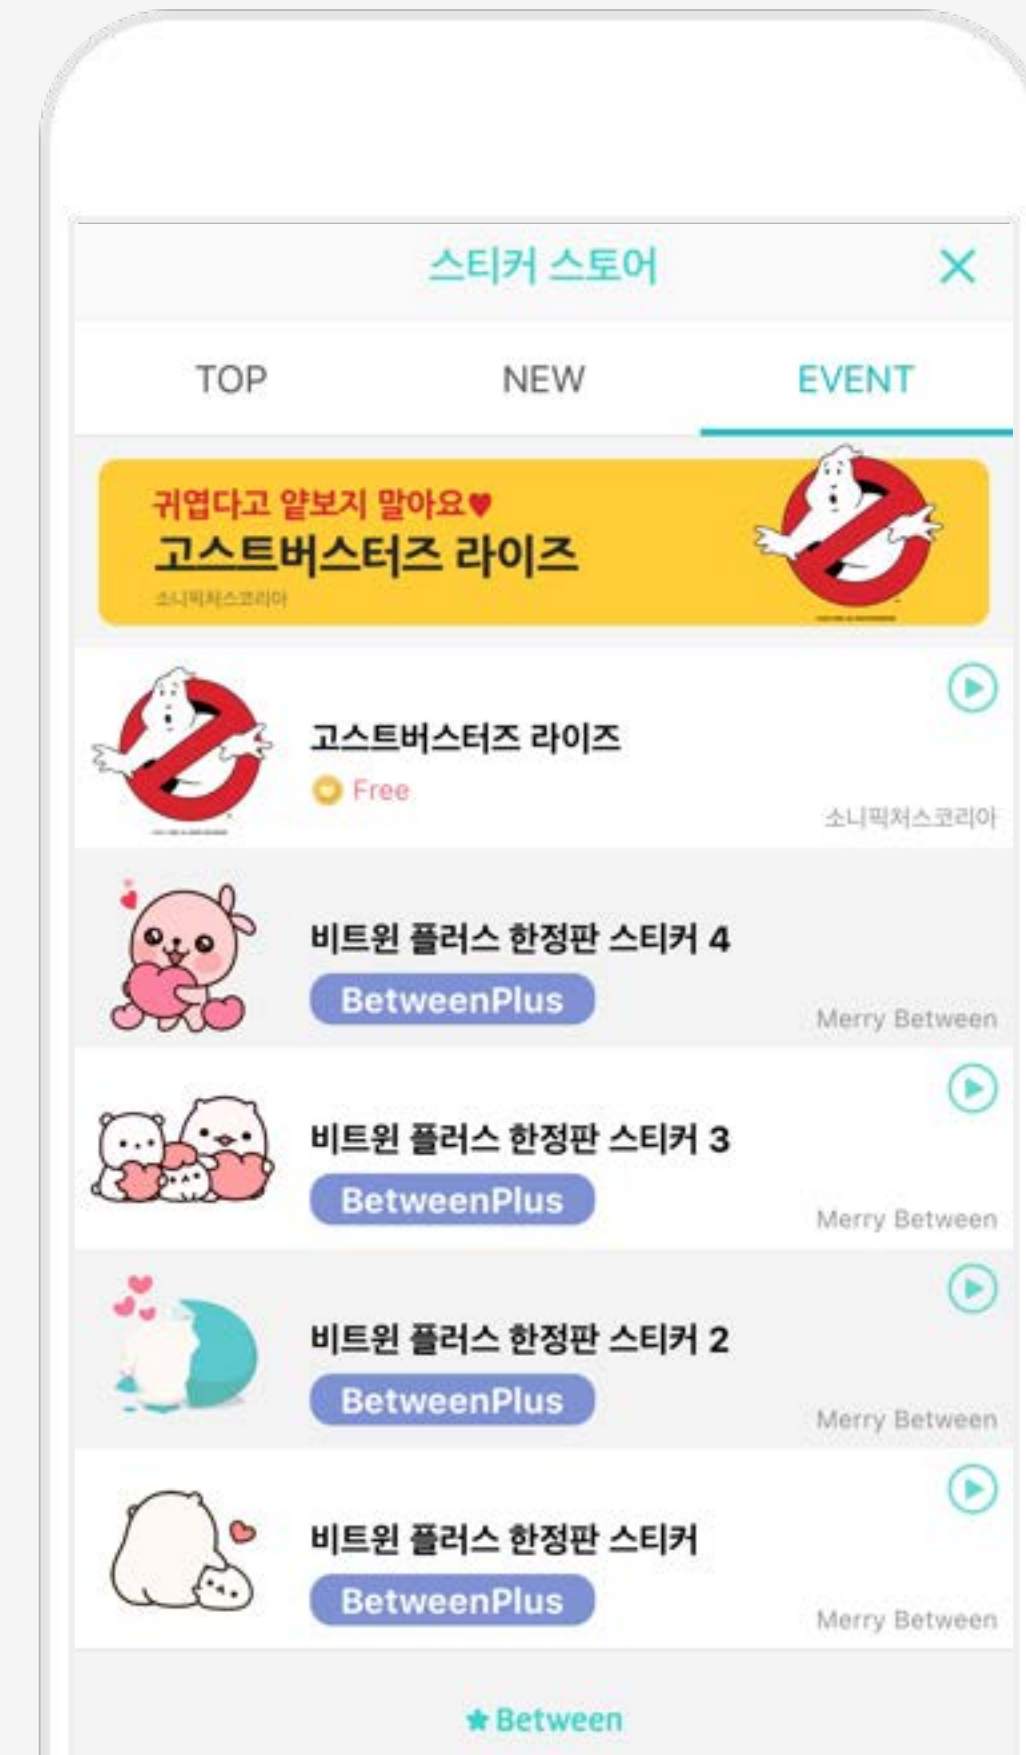 스티커 스토어
TOP
NEW
EVENT
귀엽다고 얕보지 말아요♥
고스트버스터즈 라이즈
소니픽쳐스코리아
고스트버스터즈 라이즈
Free
소니픽쳐스코리아
비트윈 플러스 한정판 스티커 4
BetweenPlus
Merry Between
비트윈 플러스 한정판 스티커 3
BetweenPlus
Merry Between
비트윈 플러스 한정판 스티커 2
BetweenPlus
Merry Between
비트윈 플러스 한정판 스티커
BetweenPlus
Merry Between
Between